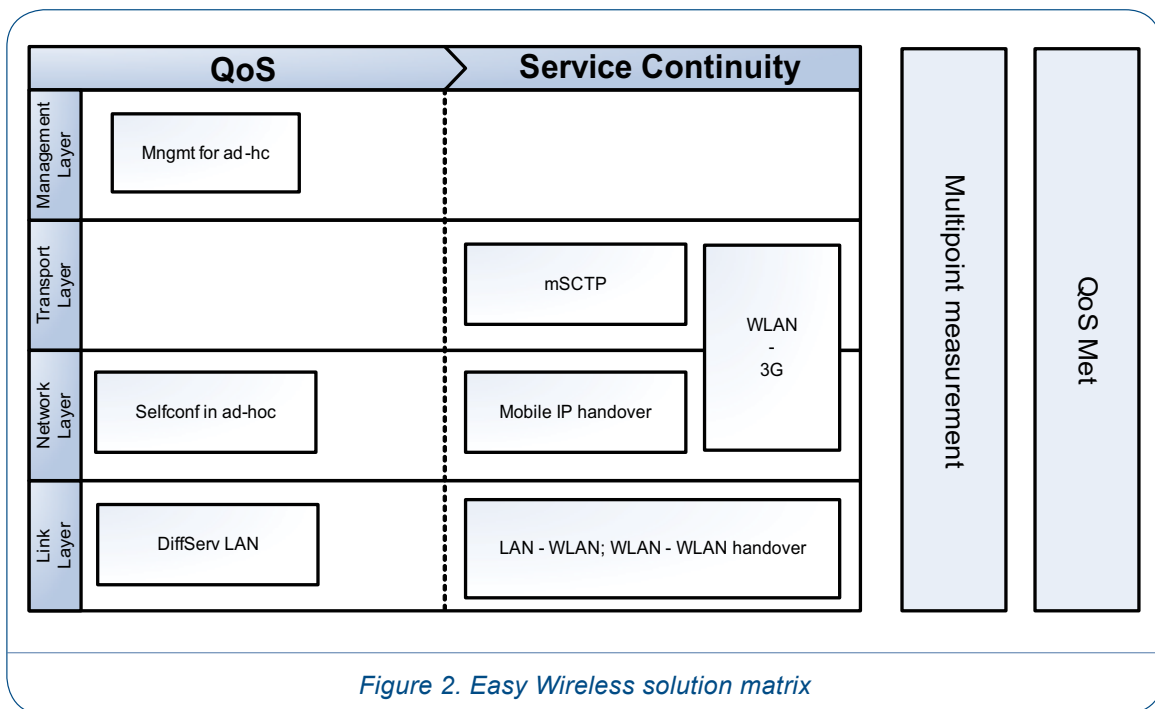 QoS
Service Continuity
Management
Layer
Mngmt for ad-hc
Transport
Layer
mSCTP
WLAN
-
3G
Network
Layer
Selfconf in ad-hoc
Mobile IP handover
Link
Layer
DiffServ LAN
LAN - WLAN; WLAN - WLAN handover
Multipoint measurement
QoS Met
Figure 2. Easy Wireless solution matrix